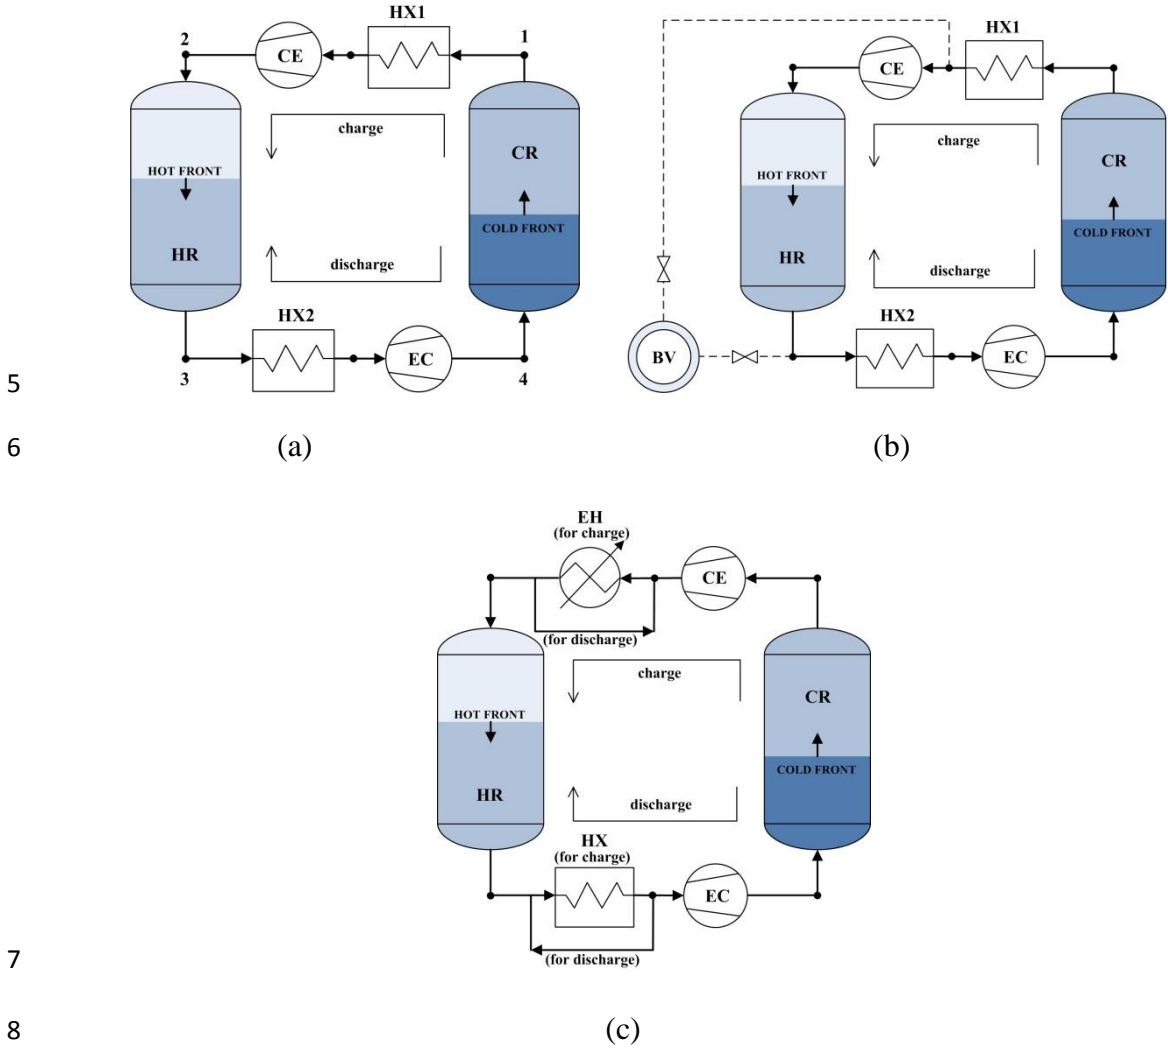 HX1
2
1
CE
charge
HOT FRONT
CR
COLD FRONT
HR
discharge
HX2
EC
3
4
HX1
CE
charge
HOT FRONT
CR
COLD FRONT
HR
discharge
HX2
BV
EC
5
6
(a)
(b)
EH
(for charge)
CE
(for discharge)
charge
HOT FRONT
CR
COLD FRONT
HR
discharge
HX
(for charge)
EC
(for discharge)
7
8
(c)